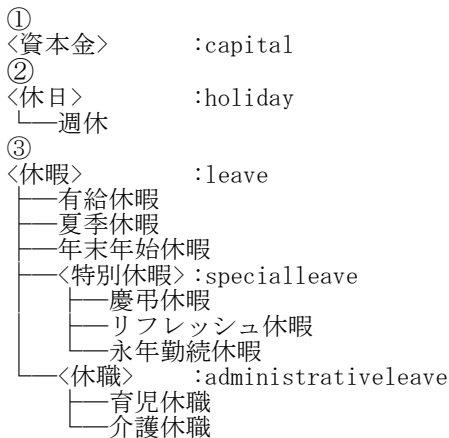 ①
<資本金> :capital
②
<休日> :holiday
└─週休
③
<休暇> :leave
├─有給休暇
├─夏季休暇
├─年末年始休暇
├─<特別休暇>:specialleave
│ ├─慶弔休暇
│ ├─リフレッシュ休暇
│ └─永年勤続休暇
└─<休職> :administrativeleave
├─育児休職
└─介護休職